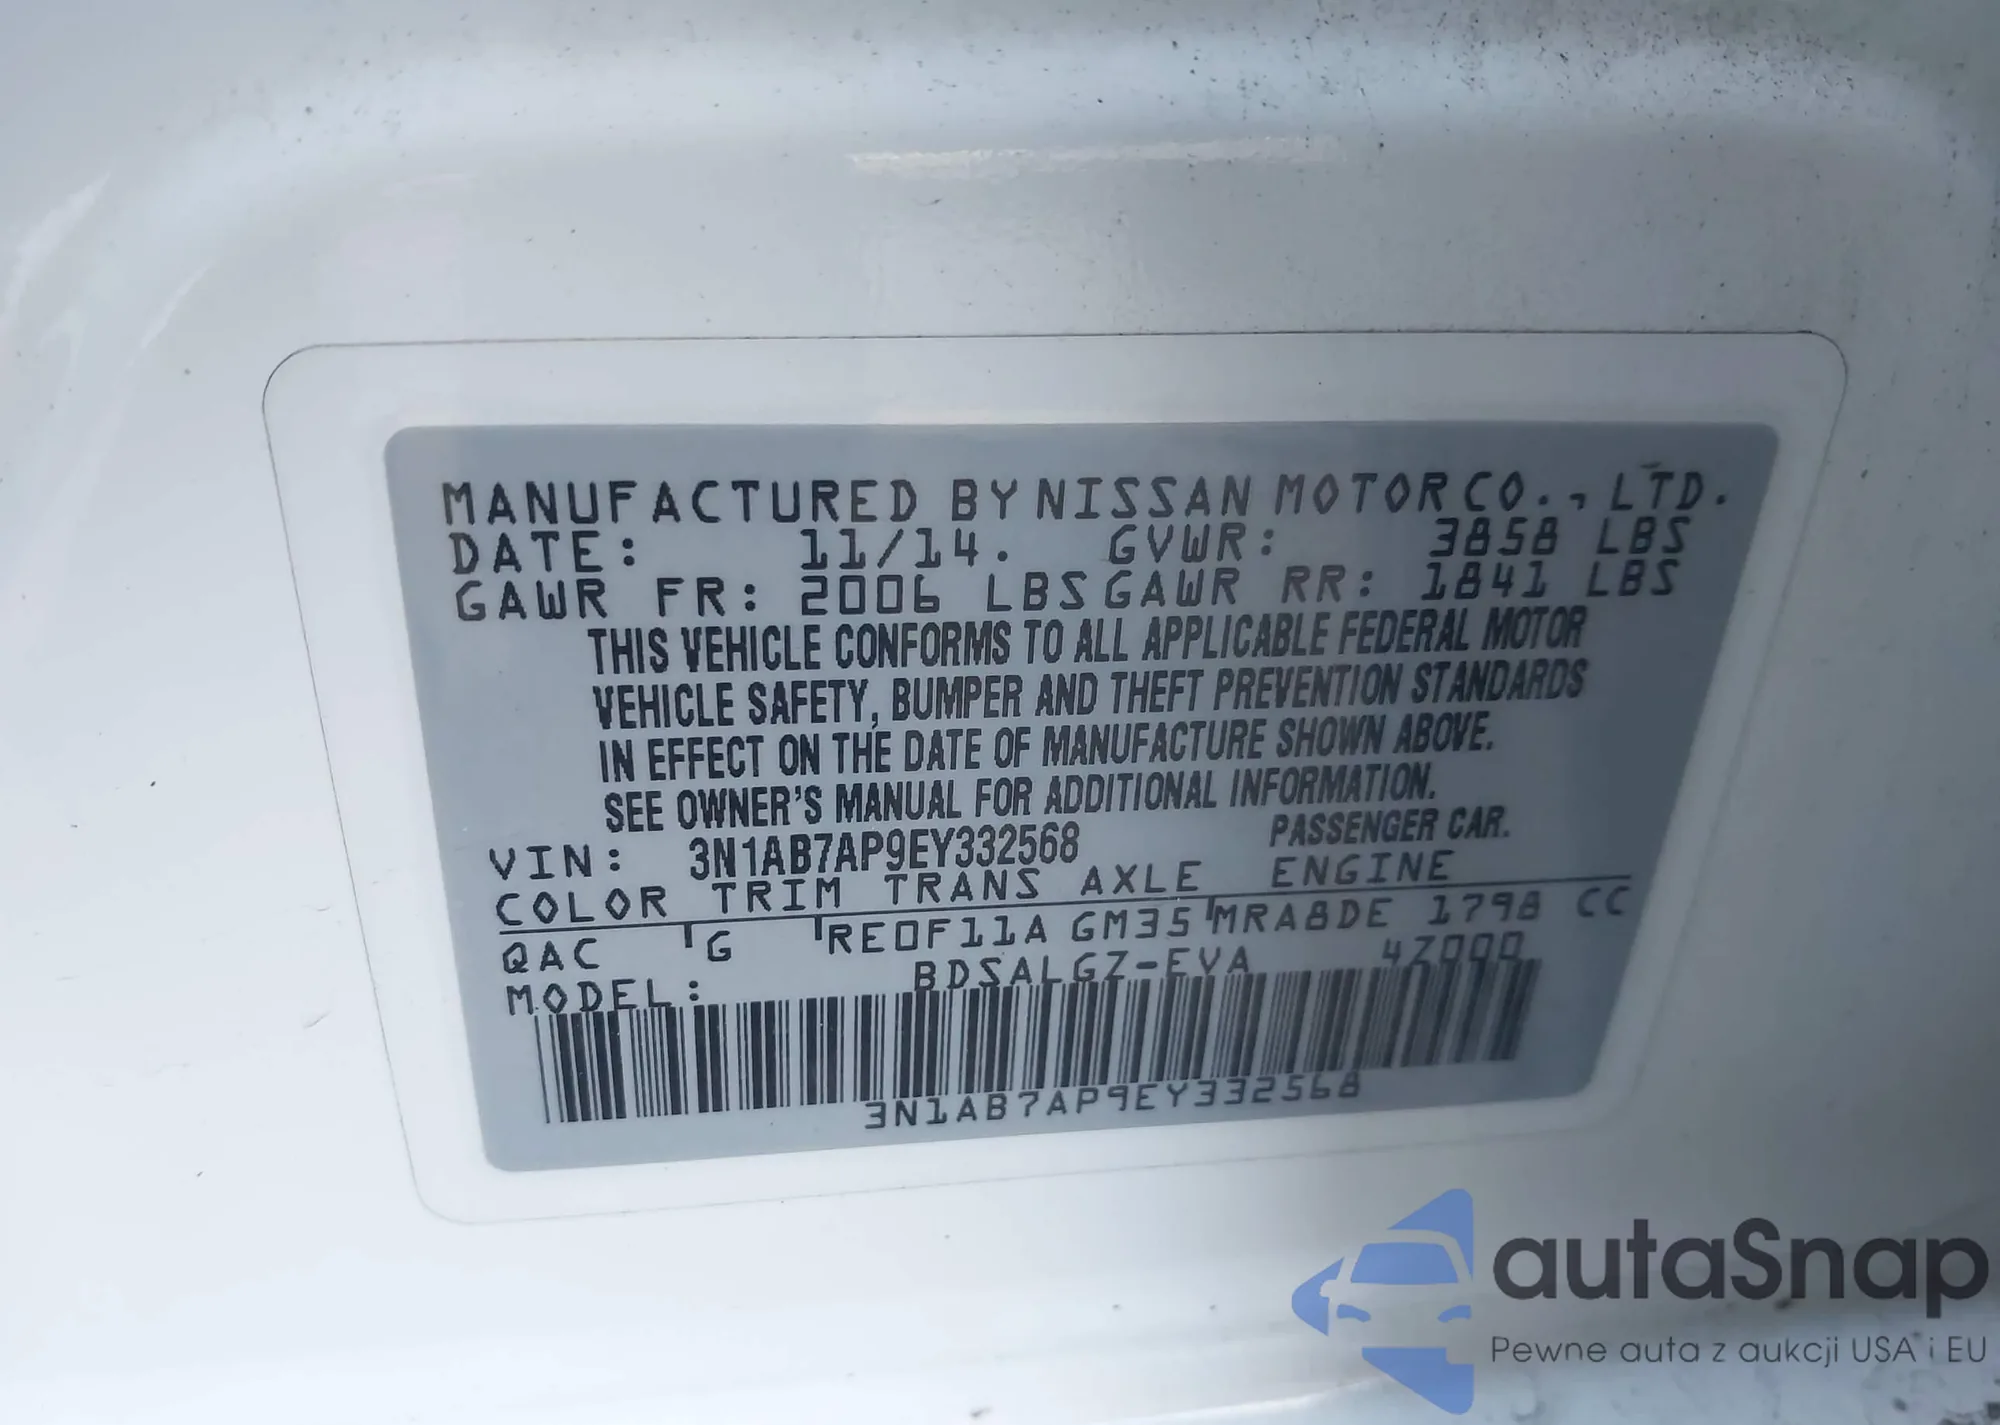 MANUFACTURED BY NISSAN MOTOR CO., LTD.
DATE: 11/14. GVWR: 3858 LBS
GAWR FR: 2006 LBS GAWR RR: 1841 LBS
THIS VEHICLE CONFORMS TO ALL APPLICABLE FEDERAL MOTOR
VEHICLE SAFETY, BUMPER AND THEFT PREVENTION STANDARDS
IN EFFECT ON THE DATE OF MANUFACTURE SHOWN ABOVE.
SEE OWNER'S MANUAL FOR ADDITIONAL INFORMATION.
VIN: 3N1AB7AP9EY332568 PASSENGER CAR.
COLOR TRIM TRANS AXLE ENGINE
QAC G RE0F11A GM35 MRA8DE 1798 CC
MODEL: BDSALGZ-EVA 4Z000
3N1AB7AP9EY332568
autaSnap
Pewne auta z aukcji USA i EU